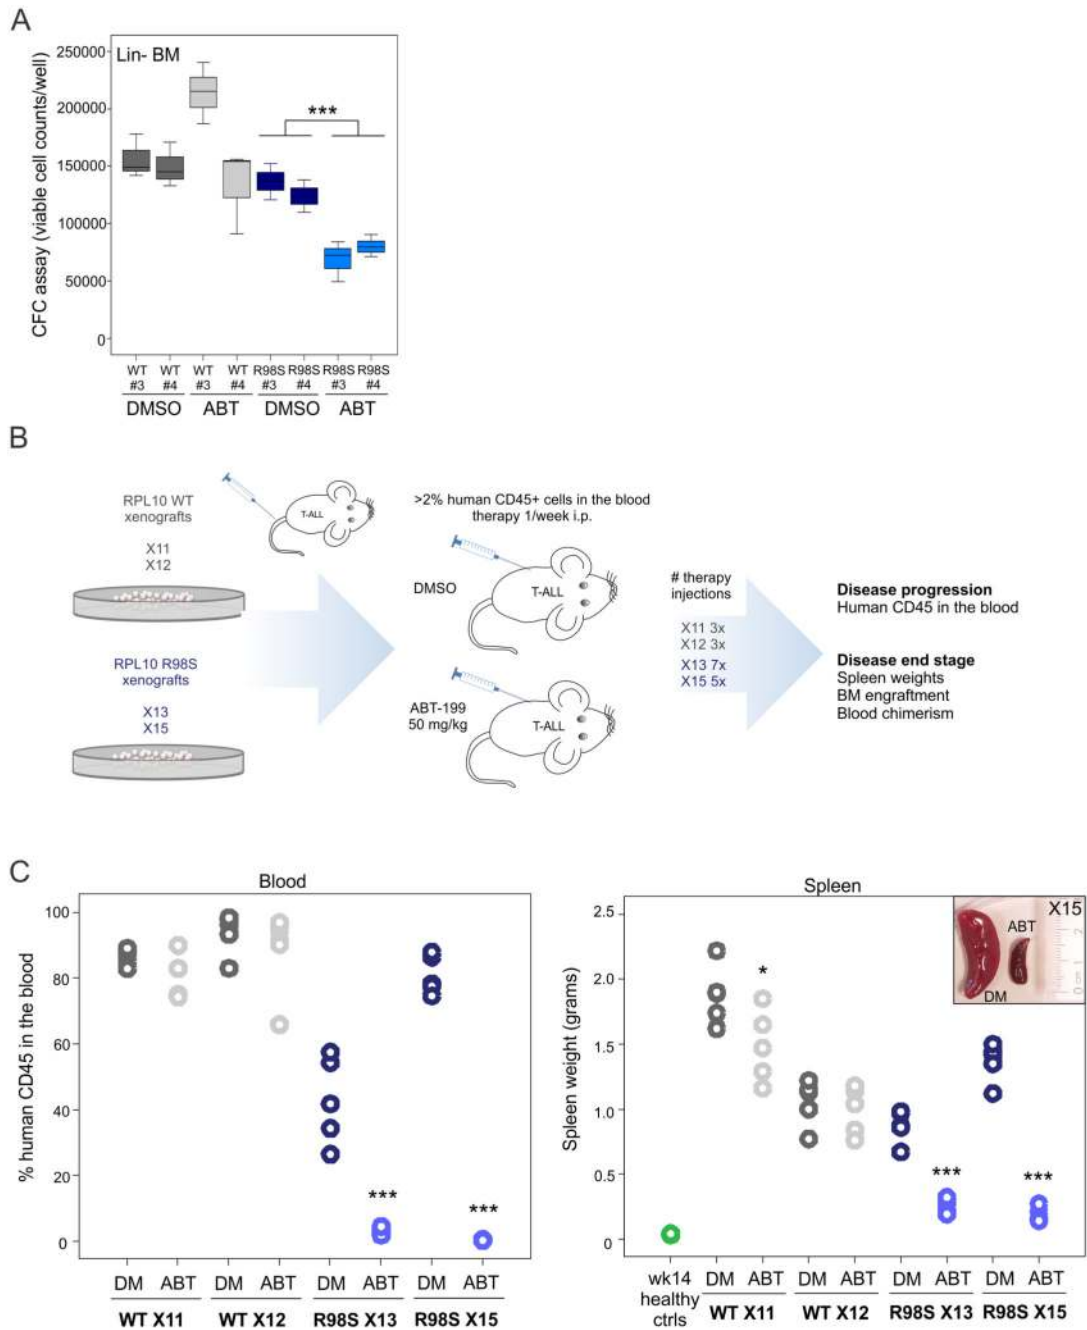 A
Lin- BM
CFC assay (viable cell counts/well)
250000
200000
150000
100000
50000
0
***
WT WT WT WT R98S R98S R98S R98S
#3 #4 #3 #4 #3 #4 #3 #4
DMSO ABT DMSO ABT
B
RPL10 WT
xenografts
X11
X12
RPL10 R98S
xenografts
X13
X15
T-ALL
>2% human CD45+ cells in the blood
therapy 1/week i.p.
DMSO
T-ALL
ABT-199
50 mg/kg
T-ALL
# therapy
injections
X11 3x
X12 3x
X13 7x
X15 5x
Disease progression
Human CD45 in the blood
Disease end stage
Spleen weights
BM engraftment
Blood chimerism
C
Blood
% human CD45 in the blood
100
80
60
40
20
0
***
***
DM ABT DM ABT DM ABT DM ABT
WT X11 WT X12 R98S X13 R98S X15
Spleen
Spleen weight (grams)
2.5
2.0
1.5
1.0
0.5
0
*
***
***
X15
ABT
DM
0 cm 1 2
wk14
healthy
ctrls
DM ABT DM ABT DM ABT DM ABT
WT X11 WT X12 R98S X13 R98S X15